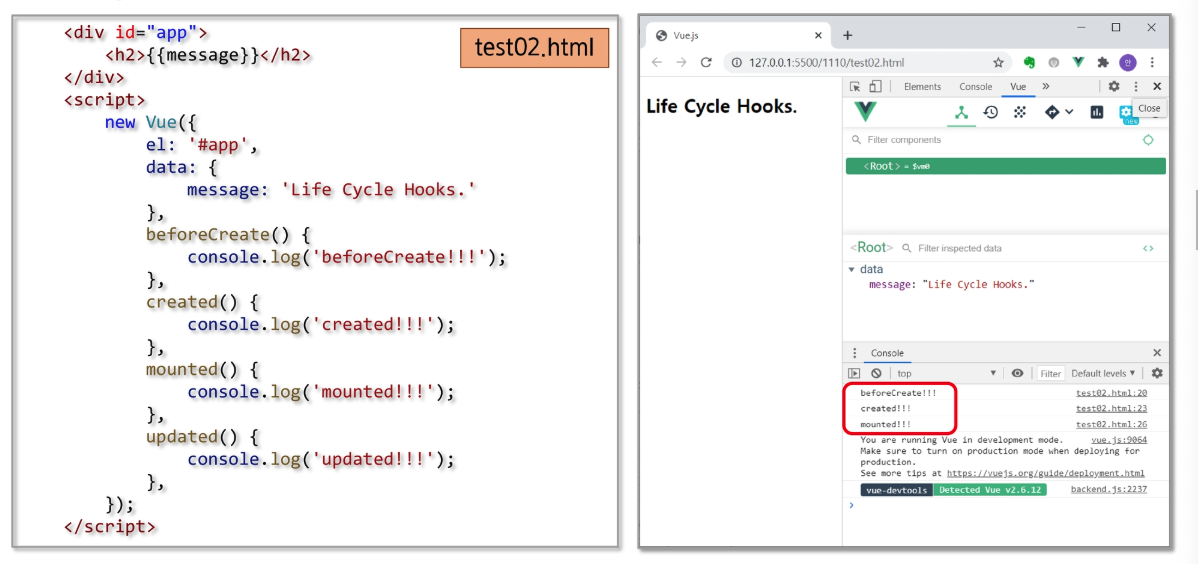 <div id="app">
<h2>{{message}}</h2>
</div>
<script>
new Vue({
el: '#app',
data: {
message: 'Life Cycle Hooks.'
},
beforeCreate() {
console.log('beforeCreate!!!');
},
created() {
console.log('created!!!');
},
mounted() {
console.log('mounted!!!');
},
updated() {
console.log('updated!!!');
},
});
</script>
test02.html
Vue.js
127.0.0.1:5500/1110/test02.html
안
Life Cycle Hooks.
Elements Console Vue
Close
new
Filter components
<Root> = $vm0
<Root> Filter inspected data
data
message: "Life Cycle Hooks."
Console
top Filter Default levels
beforeCreate!!! test02.html:20
created!!! test02.html:23
mounted!!! test02.html:26
You are running Vue in development mode. vue.js:9064
Make sure to turn on production mode when deploying for
production.
See more tips at https://vuejs.org/guide/deployment.html
vue-devtools Detected Vue v2.6.12 backend.js:2237